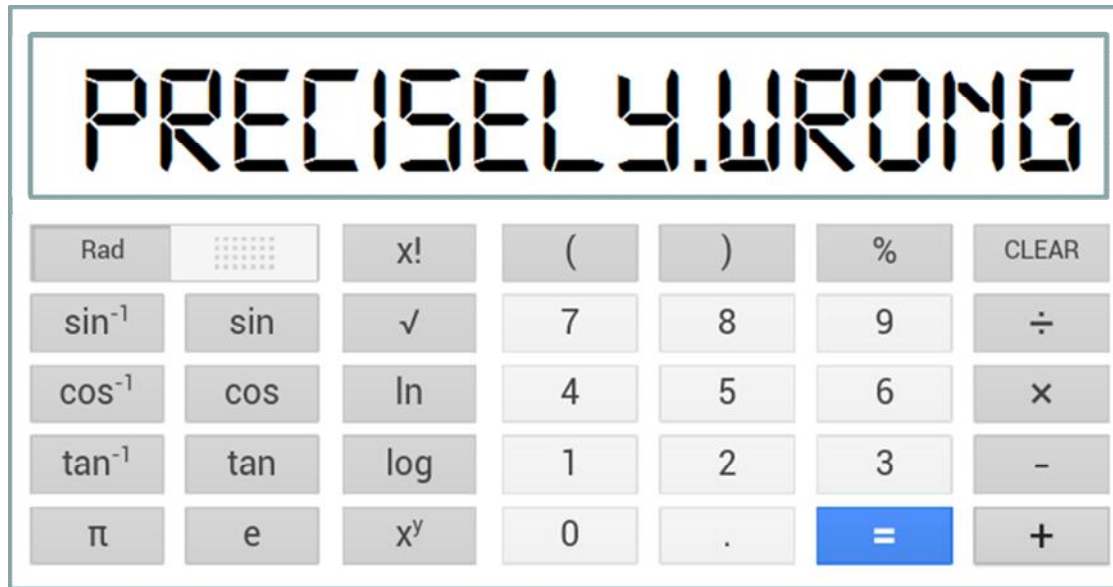 PRECISELY.WRONG
Rad x! ( ) % CLEAR
sin⁻¹ sin √ 7 8 9 ÷
cos⁻¹ cos ln 4 5 6 ×
tan⁻¹ tan log 1 2 3 -
π e xʸ 0 . = +